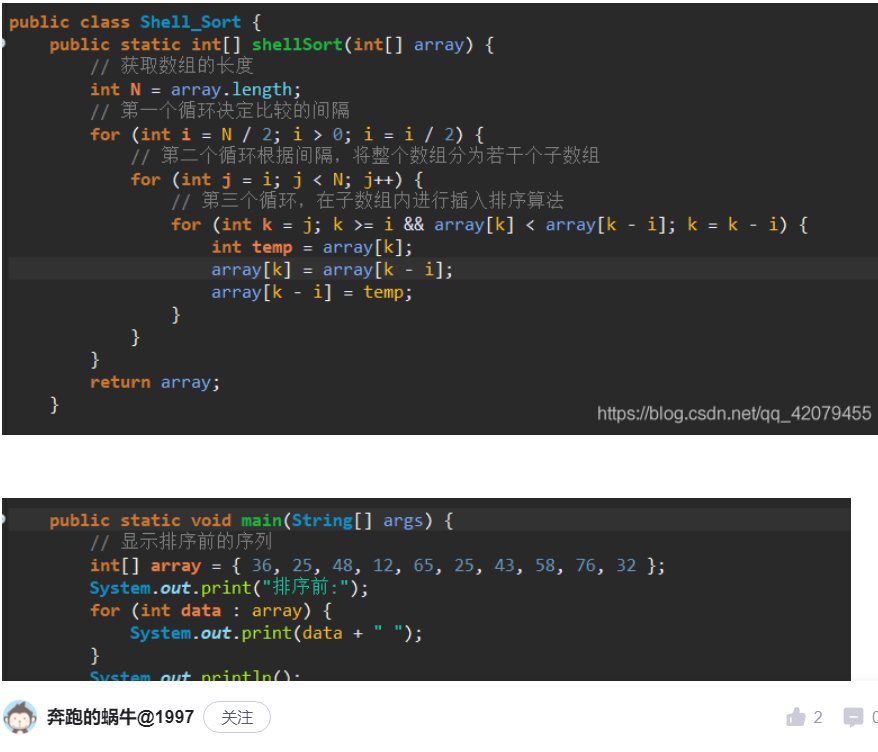 public class Shell_Sort {
public static int[] shellSort(int[] array) {
// 获取数组的长度
int N = array.length;
// 第一个循环决定比较的间隔
for (int i = N / 2; i > 0; i = i / 2) {
// 第二个循环根据间隔，将整个数组分为若干个子数组
for (int j = i; j < N; j++) {
// 第三个循环，在子数组内进行插入排序算法
for (int k = j; k >= i && array[k] < array[k - i]; k = k - i) {
int temp = array[k];
array[k] = array[k - i];
array[k - i] = temp;
}
}
}
return array;
}
https://blog.csdn.net/qq_42079455
public static void main(String[] args) {
// 显示排序前的序列
int[] array = { 36, 25, 48, 12, 65, 25, 43, 58, 76, 32 };
System.out.print("排序前:");
for (int data : array) {
System.out.print(data + " ");
}
System.out.println();
奔跑的蜗牛@1997 关注 2 0